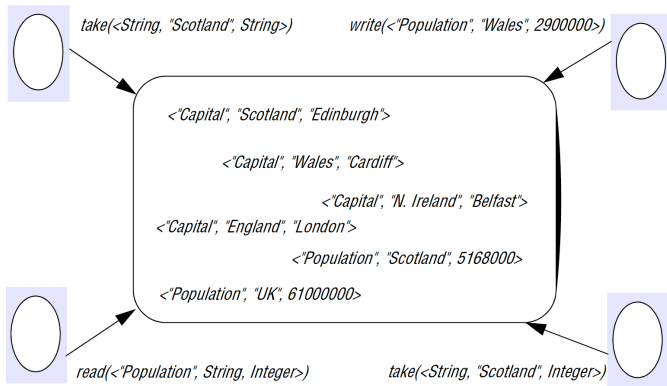 take(<String, "Scotland", String>)
write(<"Population", "Wales", 2900000>)
<"Capital", "Scotland", "Edinburgh">
<"Capital", "Wales", "Cardiff">
<"Capital", "N. Ireland", "Belfast">
<"Capital", "England", "London">
<"Population", "Scotland", 5168000>
<"Population", "UK", 61000000>
read(<"Population", String, Integer>)
take(<String, "Scotland", Integer>)